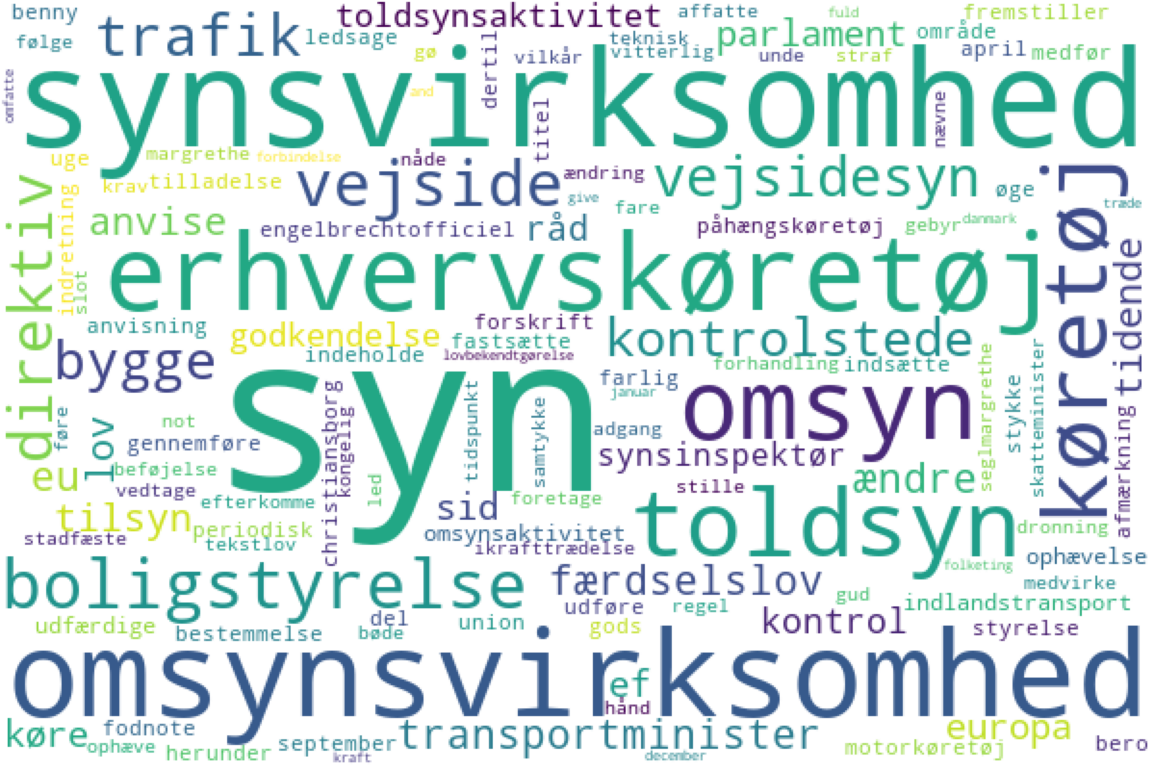 benny
toldsynsaktivitet
affatte
fuld
fremstiller
følge
trafik
ledsage
teknisk
vitterlig
parlament
område
gø
vilkår
unde
straf
april
medfør
synsvirksomhed
omfatte
and
dertil
titel
nævne
uge
margrethe
forbindelse
nåde
ændring
vejsidesyn
øge
køretøj
krav
tilladelse
vejside
give
fare
træde
direktiv
indretning
slot
anvise
engelbrechtofficiel
råd
påhængskøretøj
gebyr
danmark
erhvervskøretøj
tidende
anvisning
godkendelse
forskrift
fastsætte
kontrolstede
bygge
indeholde
lovbekendtgørelse
forhandling
indsætte
syn
farlig
januar
omsyn
seglmargrethe
stykke
skatteminister
føre
lov
not
gennemføre
christiansborg
kongelig
tidspunkt
samtykke
adgang
afmærkning
eu
beføjelse
led
synsinspektør
ændre
vedtage
efterkomme
sid
foretage
stille
tilsyn
periodisk
omsynsaktivitet
toldsyn
dronning
stadfæste
tekstlov
ikrafttrædelse
folketing
ophævelse
boligstyrelse
færdselslov
gud
medvirke
udføre
regel
indlandstransport
udfærdige
bestemmelse
del
bøde
union
gods
kontrol
styrelse
omsynsvirksomhed
ef
hånd
køre
fodnote
ophæve
herunder
september
kraft
transportminister
december
motorkøretøj
europa
bero